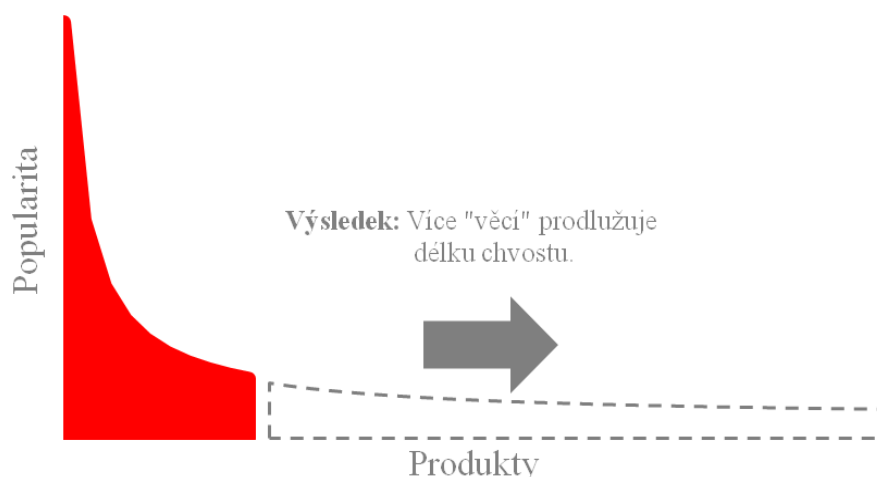 Popularita
Výsledek: Více "věcí" prodlužuje
délku chvostu.
Produkty